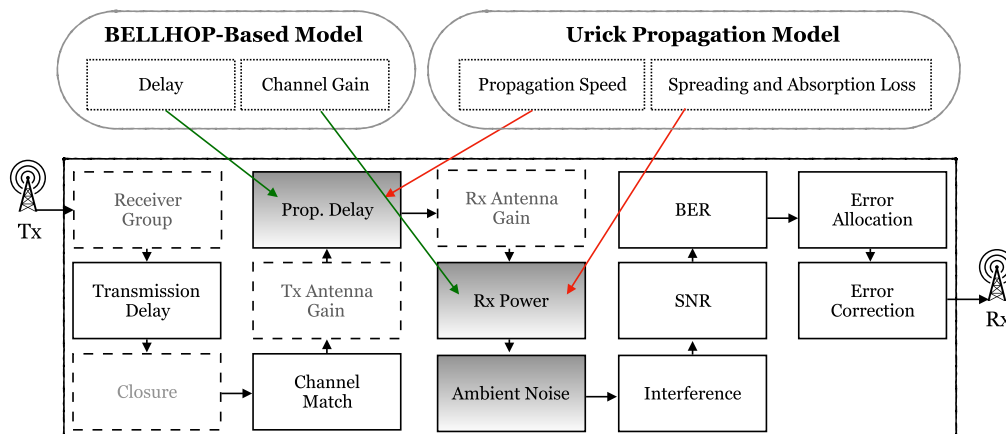 BELLHOP-Based Model
Delay
Channel Gain
Urick Propagation Model
Propagation Speed
Spreading and Absorption Loss
Tx
Receiver
Group
Transmission
Delay
Closure
Prop. Delay
Tx Antenna
Gain
Channel
Match
Rx Antenna
Gain
Rx Power
Ambient Noise
BER
SNR
Interference
Error
Allocation
Error
Correction
Rx